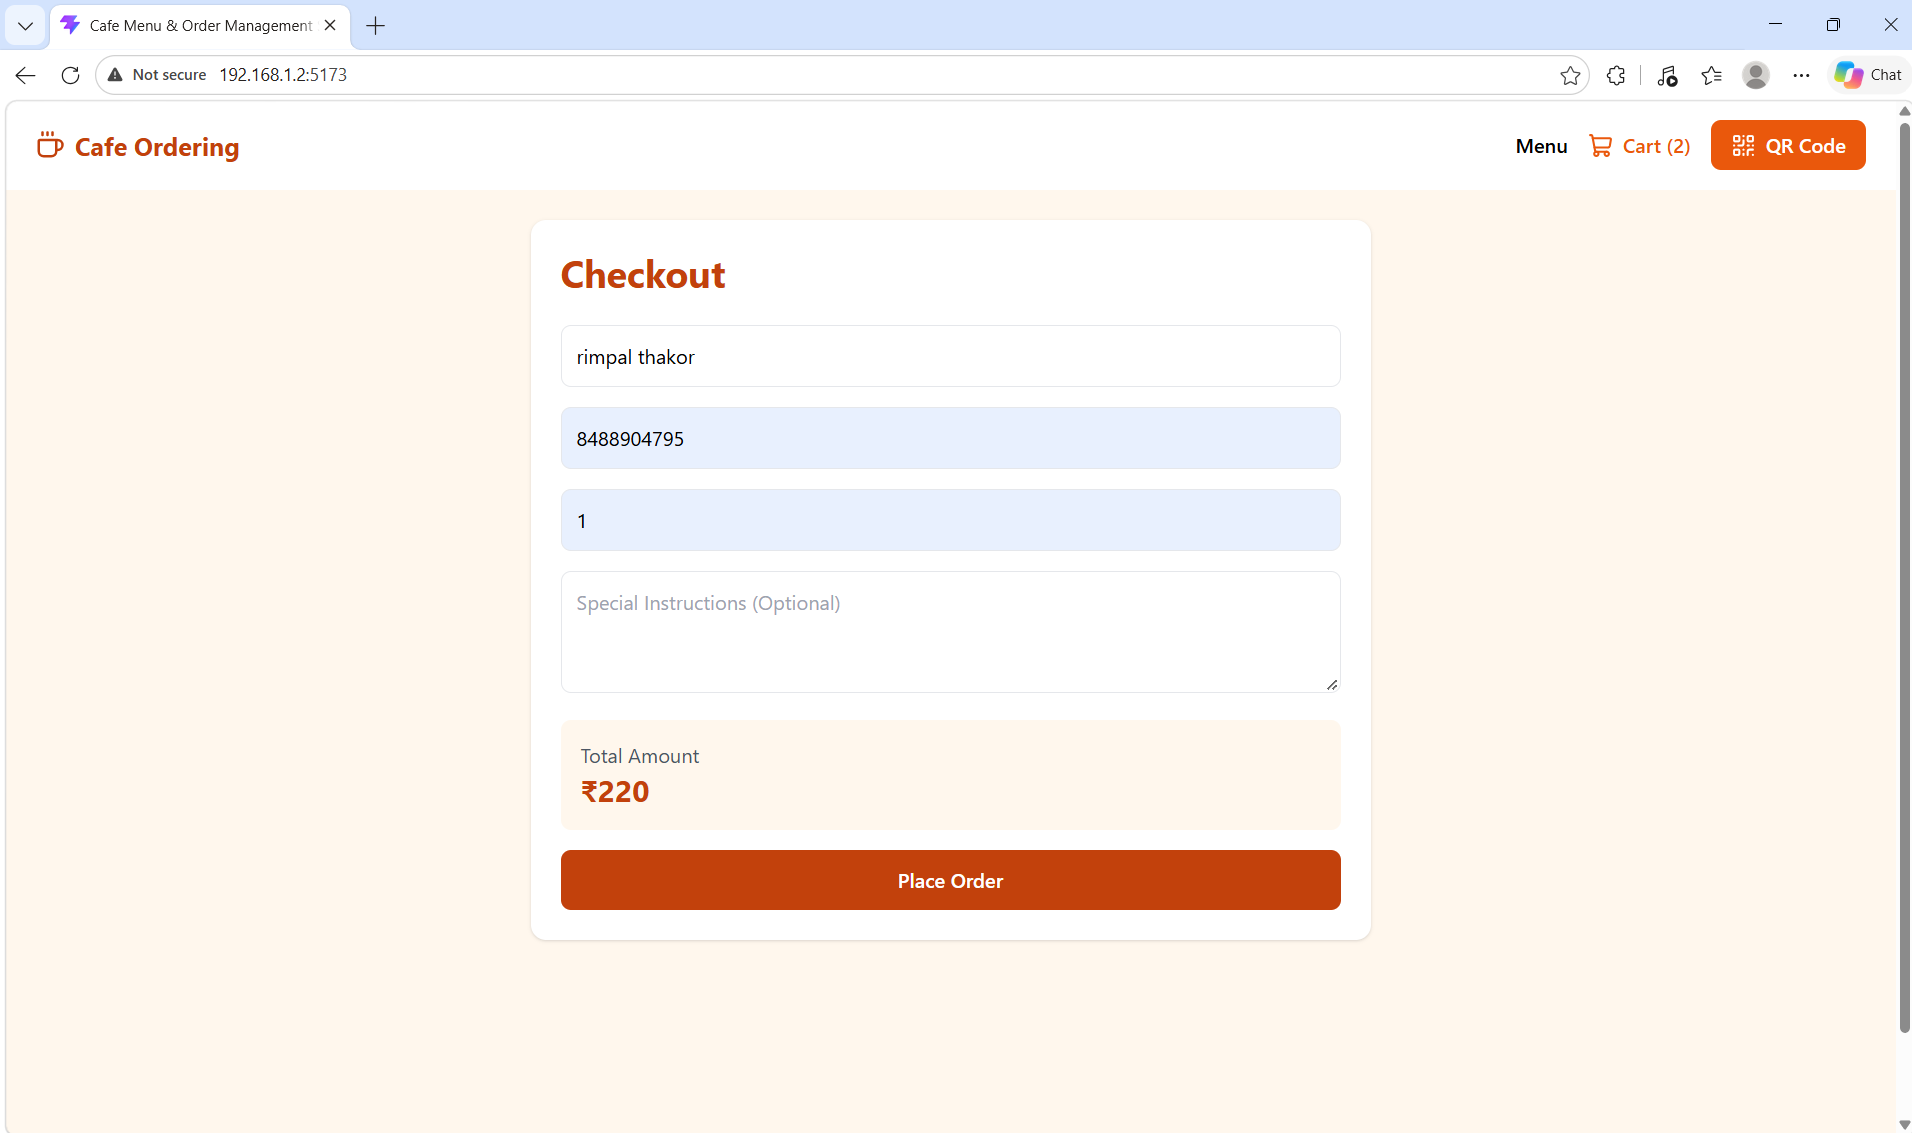 Cafe Menu & Order Management
Not secure 192.168.1.2:5173
Chat
Cafe Ordering
Menu
Cart (2)
QR Code
Checkout
rimpal thakor
8488904795
1
Special Instructions (Optional)
Total Amount
₹220
Place Order